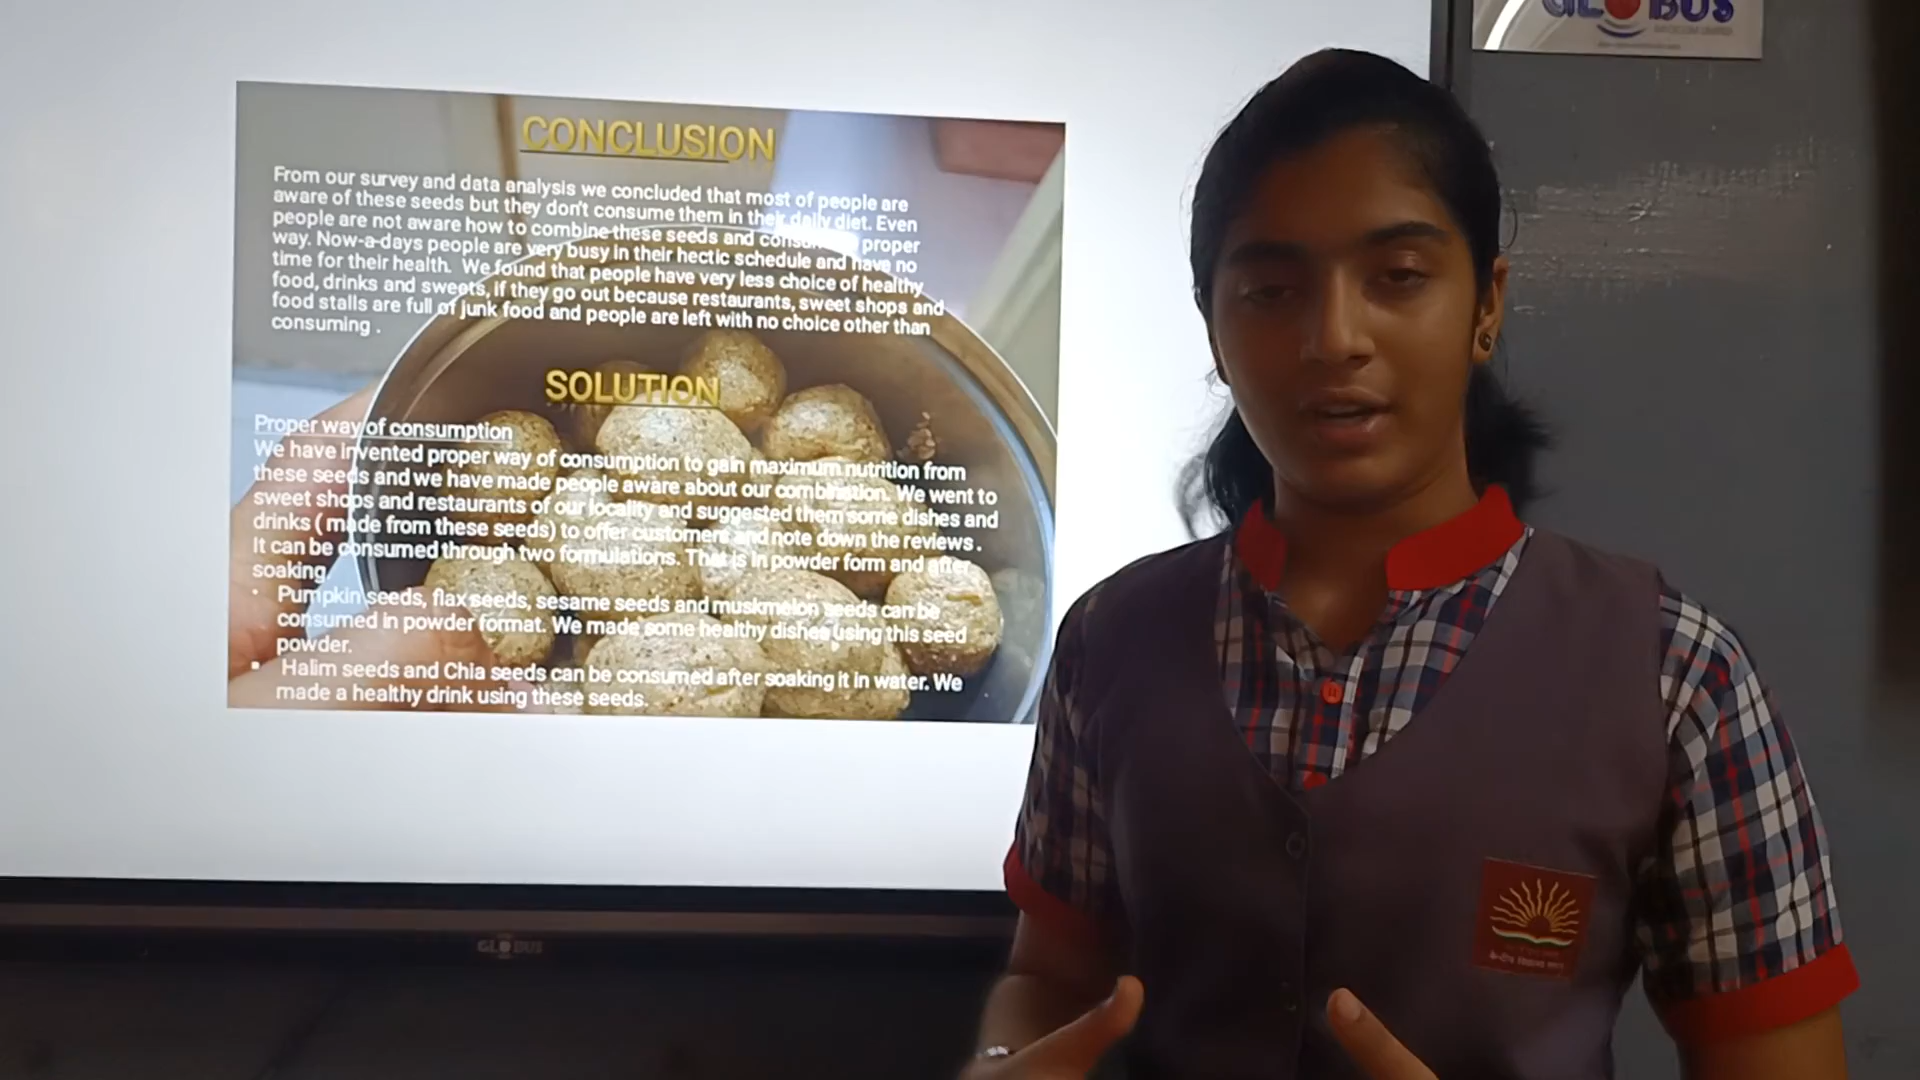 GLOBUS
CONCLUSION
From our survey and data analysis we concluded that most of people are
aware of these seeds but they don't consume them in their daily diet. Even
people are not aware how to combine these seeds and proper
way. Now-a-days people are very busy in their hectic schedule and have no
time for their health. We found that people have very less choice of healthy
food, drinks and sweets, if they go out because restaurants, sweet shops and
food stalls are full of junk food and people are left with no choice other than
consuming .
SOLUTION
Proper way of consumption
We have invented proper way of consumption to gain maximum nutrition from
these seeds and we have made people aware about our combination. We went to
sweet shops and restaurants of our locality and suggested them some dishes and
drinks ( made from these seeds) to offer customers and note down the reviews .
It can be consumed through two formulations. That is in powder form and after
soaking.
• Pumpkin seeds, flax seeds, sesame seeds and muskmelon seeds can be
consumed in powder format. We made some healthy dishes using this seed
powder.
▪ Halim seeds and Chia seeds can be consumed after soaking it in water. We
made a healthy drink using these seeds.
GLOBUS